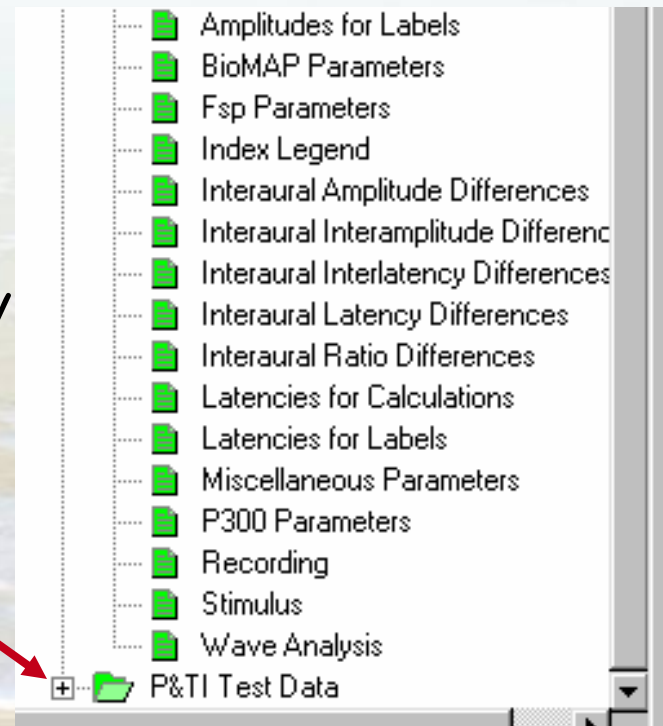 Amplitudes for Labels
BioMAP Parameters
Fsp Parameters
Index Legend
Interaural Amplitude Differences
Interaural Interamplitude Differenc
Interaural Interlatency Differences
Interaural Latency Differences
Interaural Ratio Differences
Latencies for Calculations
Latencies for Labels
Miscellaneous Parameters
P300 Parameters
Recording
Stimulus
Wave Analysis
P&TI Test Data